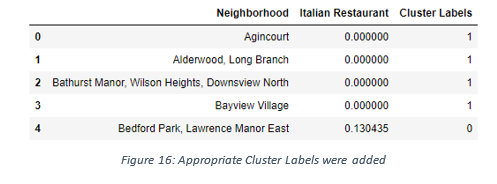 Neighborhood Italian Restaurant Cluster Labels
0 Agincourt 0.000000 1
1 Alderwood, Long Branch 0.000000 1
2 Bathurst Manor, Wilson Heights, Downsview North 0.000000 1
3 Bayview Village 0.000000 1
4 Bedford Park, Lawrence Manor East 0.130435 0
Figure 16: Appropriate Cluster Labels were added